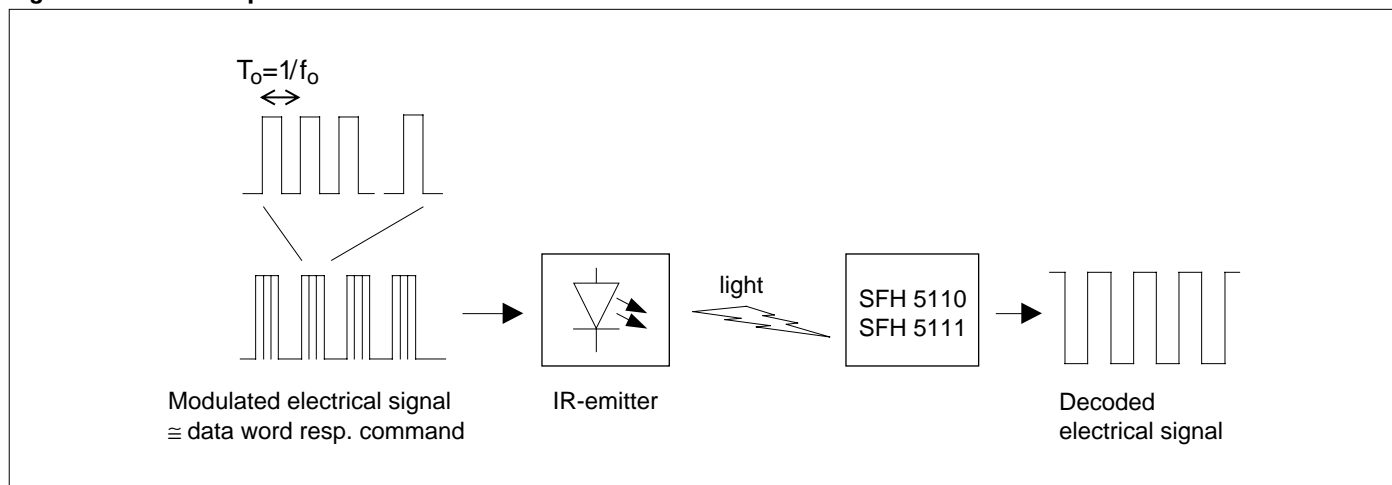 T₀=1/f₀
light
SFH 5110
SFH 5111
Modulated electrical signal
≅ data word resp. command
IR-emitter
Decoded
electrical signal